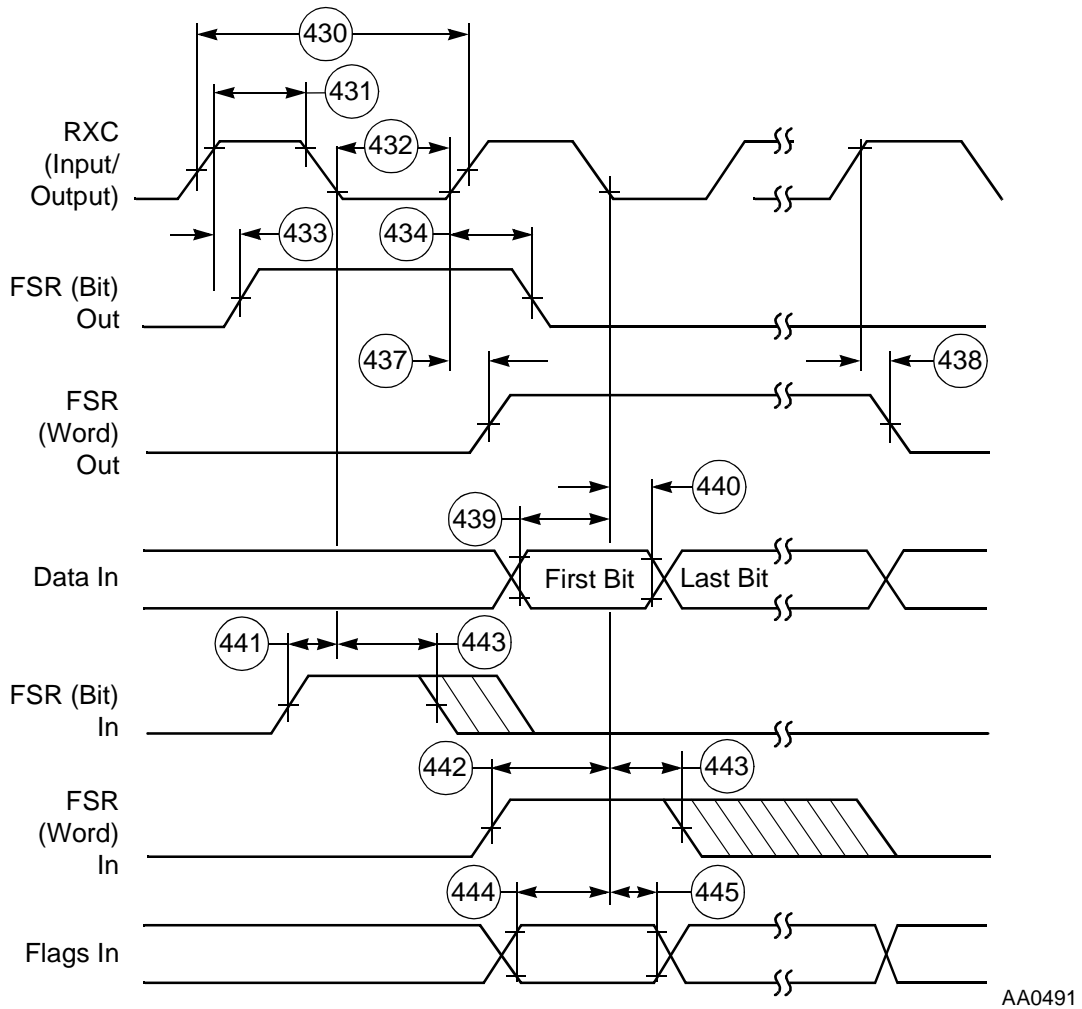 430
431
RXC
(Input/
Output)
432
433
434
FSR (Bit)
Out
437
438
FSR
(Word)
Out
440
439
Data In
First Bit
Last Bit
441
443
FSR (Bit)
In
442
443
FSR
(Word)
In
444
445
Flags In
AA0491